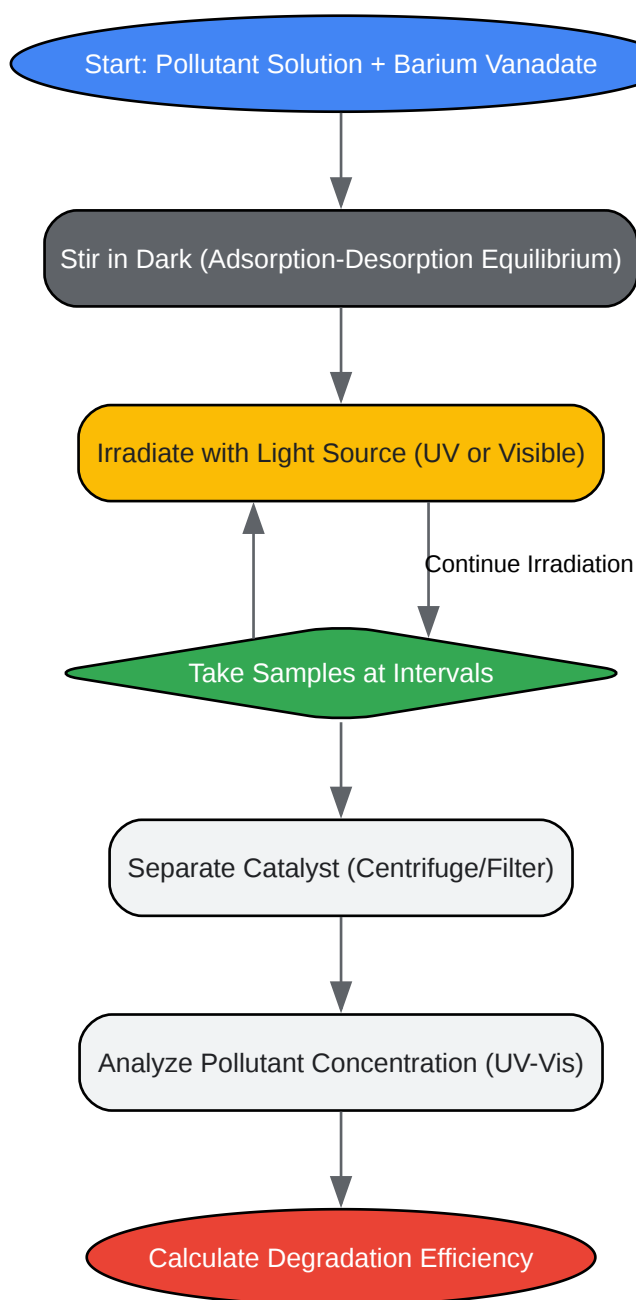 Start: Pollutant Solution + Barium Vanadate
Stir in Dark (Adsorption-Desorption Equilibrium)
Irradiate with Light Source (UV or Visible)
Continue Irradiation
Take Samples at Intervals
Separate Catalyst (Centrifuge/Filter)
Analyze Pollutant Concentration (UV-Vis)
Calculate Degradation Efficiency